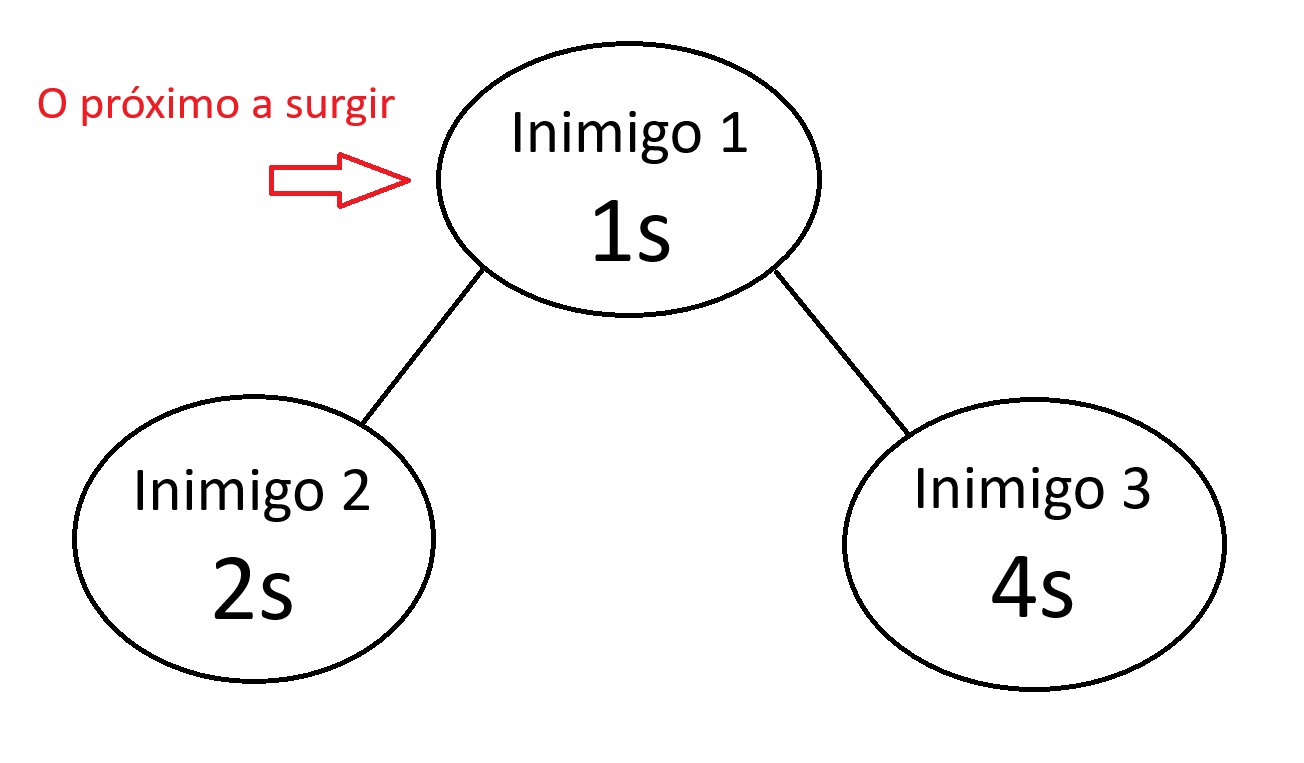 O próximo a surgir
Inimigo 1
1s
Inimigo 2
2s
Inimigo 3
4s